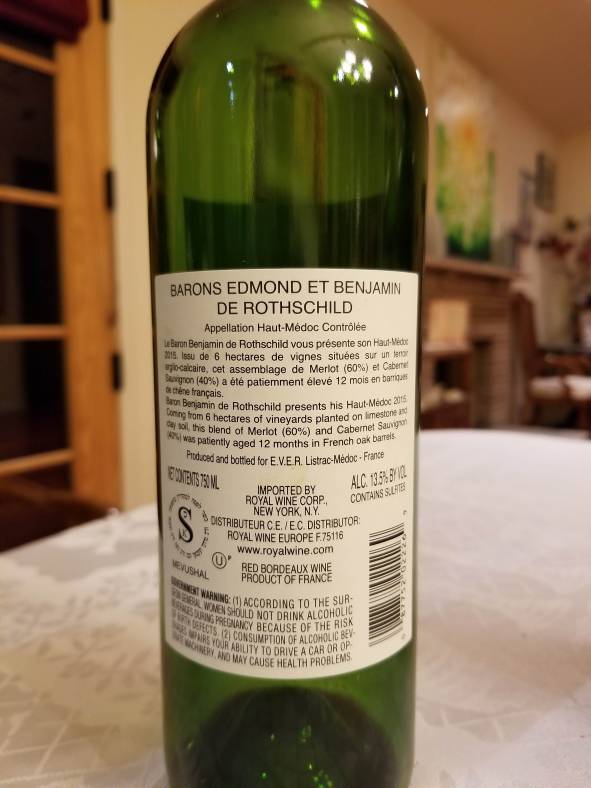 BARONS EDMOND ET BENJAMIN
DE ROTHSCHILD
Appellation Haut-Médoc Contrôlée
Le Baron Benjamin de Rothschild vous présente son Haut-Médoc
2015. Issu de 6 hectares de vignes situées sur un terroir
argilo-calcaire, cet assemblage de Merlot (60%) et Cabernet
Sauvignon (40%) a été patiemment élevé 12 mois en barriques
de chêne français.
Baron Benjamin de Rothschild presents his Haut-Médoc 2015.
Coming from 6 hectares of vineyards planted on limestone and
clay soil, this blend of Merlot (60%) and Cabernet Sauvignon
(40%) was patiently aged 12 months in French oak barrels.
Produced and bottled for E.V.E.R. Listrac-Médoc - France
NET CONTENTS 750 ML
ALC. 13.5% BY VOL
CONTAINS SULFITES
IMPORTED BY
ROYAL WINE CORP.,
NEW YORK, N.Y.
DISTRIBUTEUR C.E. / E.C. DISTRIBUTOR:
ROYAL WINE EUROPE F.75116
www.royalwine.com
S
K
U
P
MEVUSHAL
RED BORDEAUX WINE
PRODUCT OF FRANCE
GOVERNMENT WARNING: (1) ACCORDING TO THE SUR-
GEON GENERAL, WOMEN SHOULD NOT DRINK ALCOHOLIC
BEVERAGES DURING PREGNANCY BECAUSE OF THE RISK
OF BIRTH DEFECTS. (2) CONSUMPTION OF ALCOHOLIC BEV-
ERAGES IMPAIRS YOUR ABILITY TO DRIVE A CAR OR OP-
ERATE MACHINERY, AND MAY CAUSE HEALTH PROBLEMS.